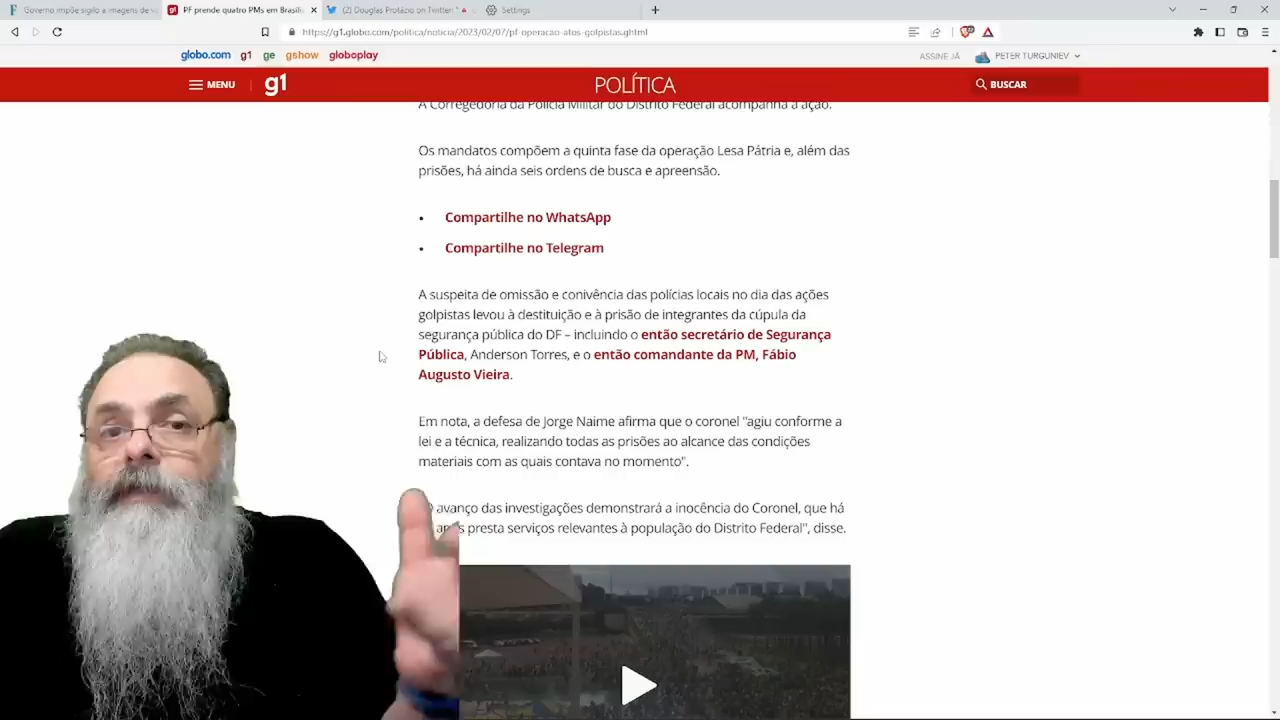 Governo impõe sigilo a imagens de v
PF prende quatro PMs em Brasíli
(2) Douglas Protázio on Twitter: "
Settings
https://g1.globo.com/politica/noticia/2023/02/07/pf-operacao-atos-golpistas.ghtml
globo.com g1 ge gshow globoplay
ASSINE JÁ
PETER TURGUNIEV
MENU
g1
POLÍTICA
BUSCAR
A Corregedoria da Polícia Militar do Distrito Federal acompanha a ação.
Os mandatos compõem a quinta fase da operação Lesa Pátria e, além das
prisões, há ainda seis ordens de busca e apreensão.
• Compartilhe no WhatsApp
• Compartilhe no Telegram
A suspeita de omissão e conivência das polícias locais no dia das ações
golpistas levou à destituição e à prisão de integrantes da cúpula da
segurança pública do DF – incluindo o então secretário de Segurança
Pública, Anderson Torres, e o então comandante da PM, Fábio
Augusto Vieira.
Em nota, a defesa de Jorge Naime afirma que o coronel "agiu conforme a
lei e a técnica, realizando todas as prisões ao alcance das condições
materiais com as quais contava no momento".
avanço das investigações demonstrará a inocência do Coronel, que há
anos presta serviços relevantes à população do Distrito Federal", disse.